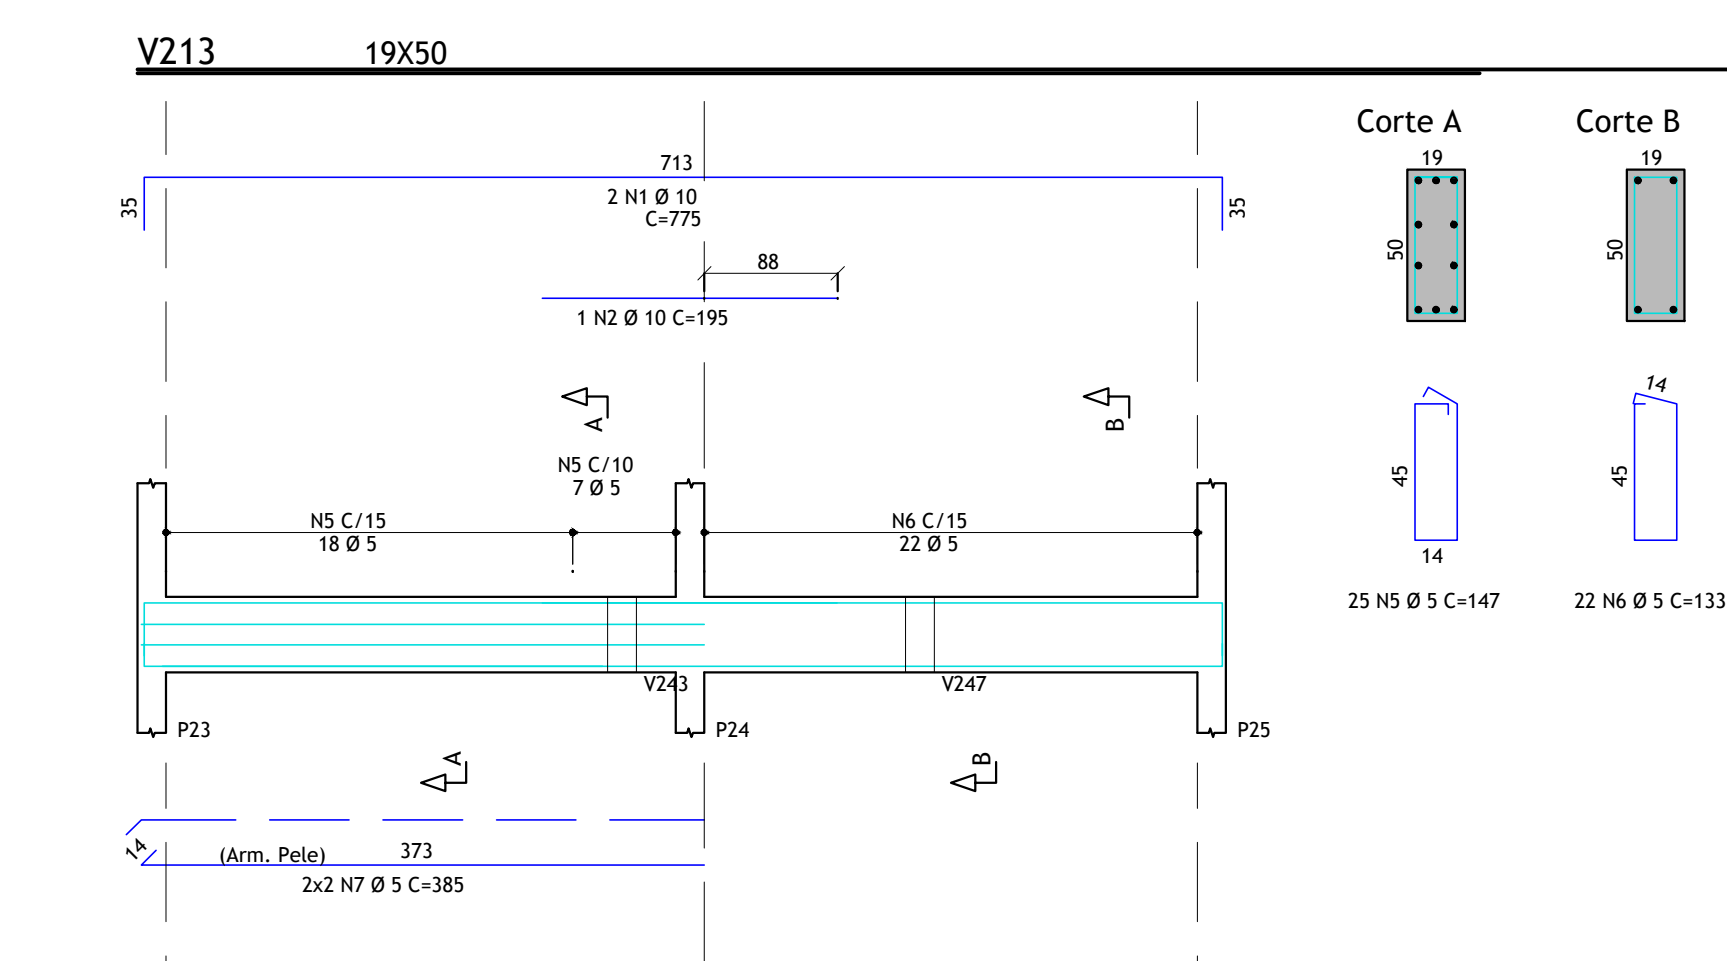 V213 19X50
Corte A Corte B
713
2 N1 Ø 10
C=775
35
35
19
50
19
50
88
1 N2 Ø 10 C=195
A
B
N5 C/10
7 Ø 5
N5 C/15
18 Ø 5
N6 C/15
22 Ø 5
45
14
14
45
25 N5 Ø 5 C=147
22 N6 Ø 5 C=133
V243
V247
P23
P24
P25
A
B
14
(Arm. Pele) 373
2x2 N7 Ø 5 C=385